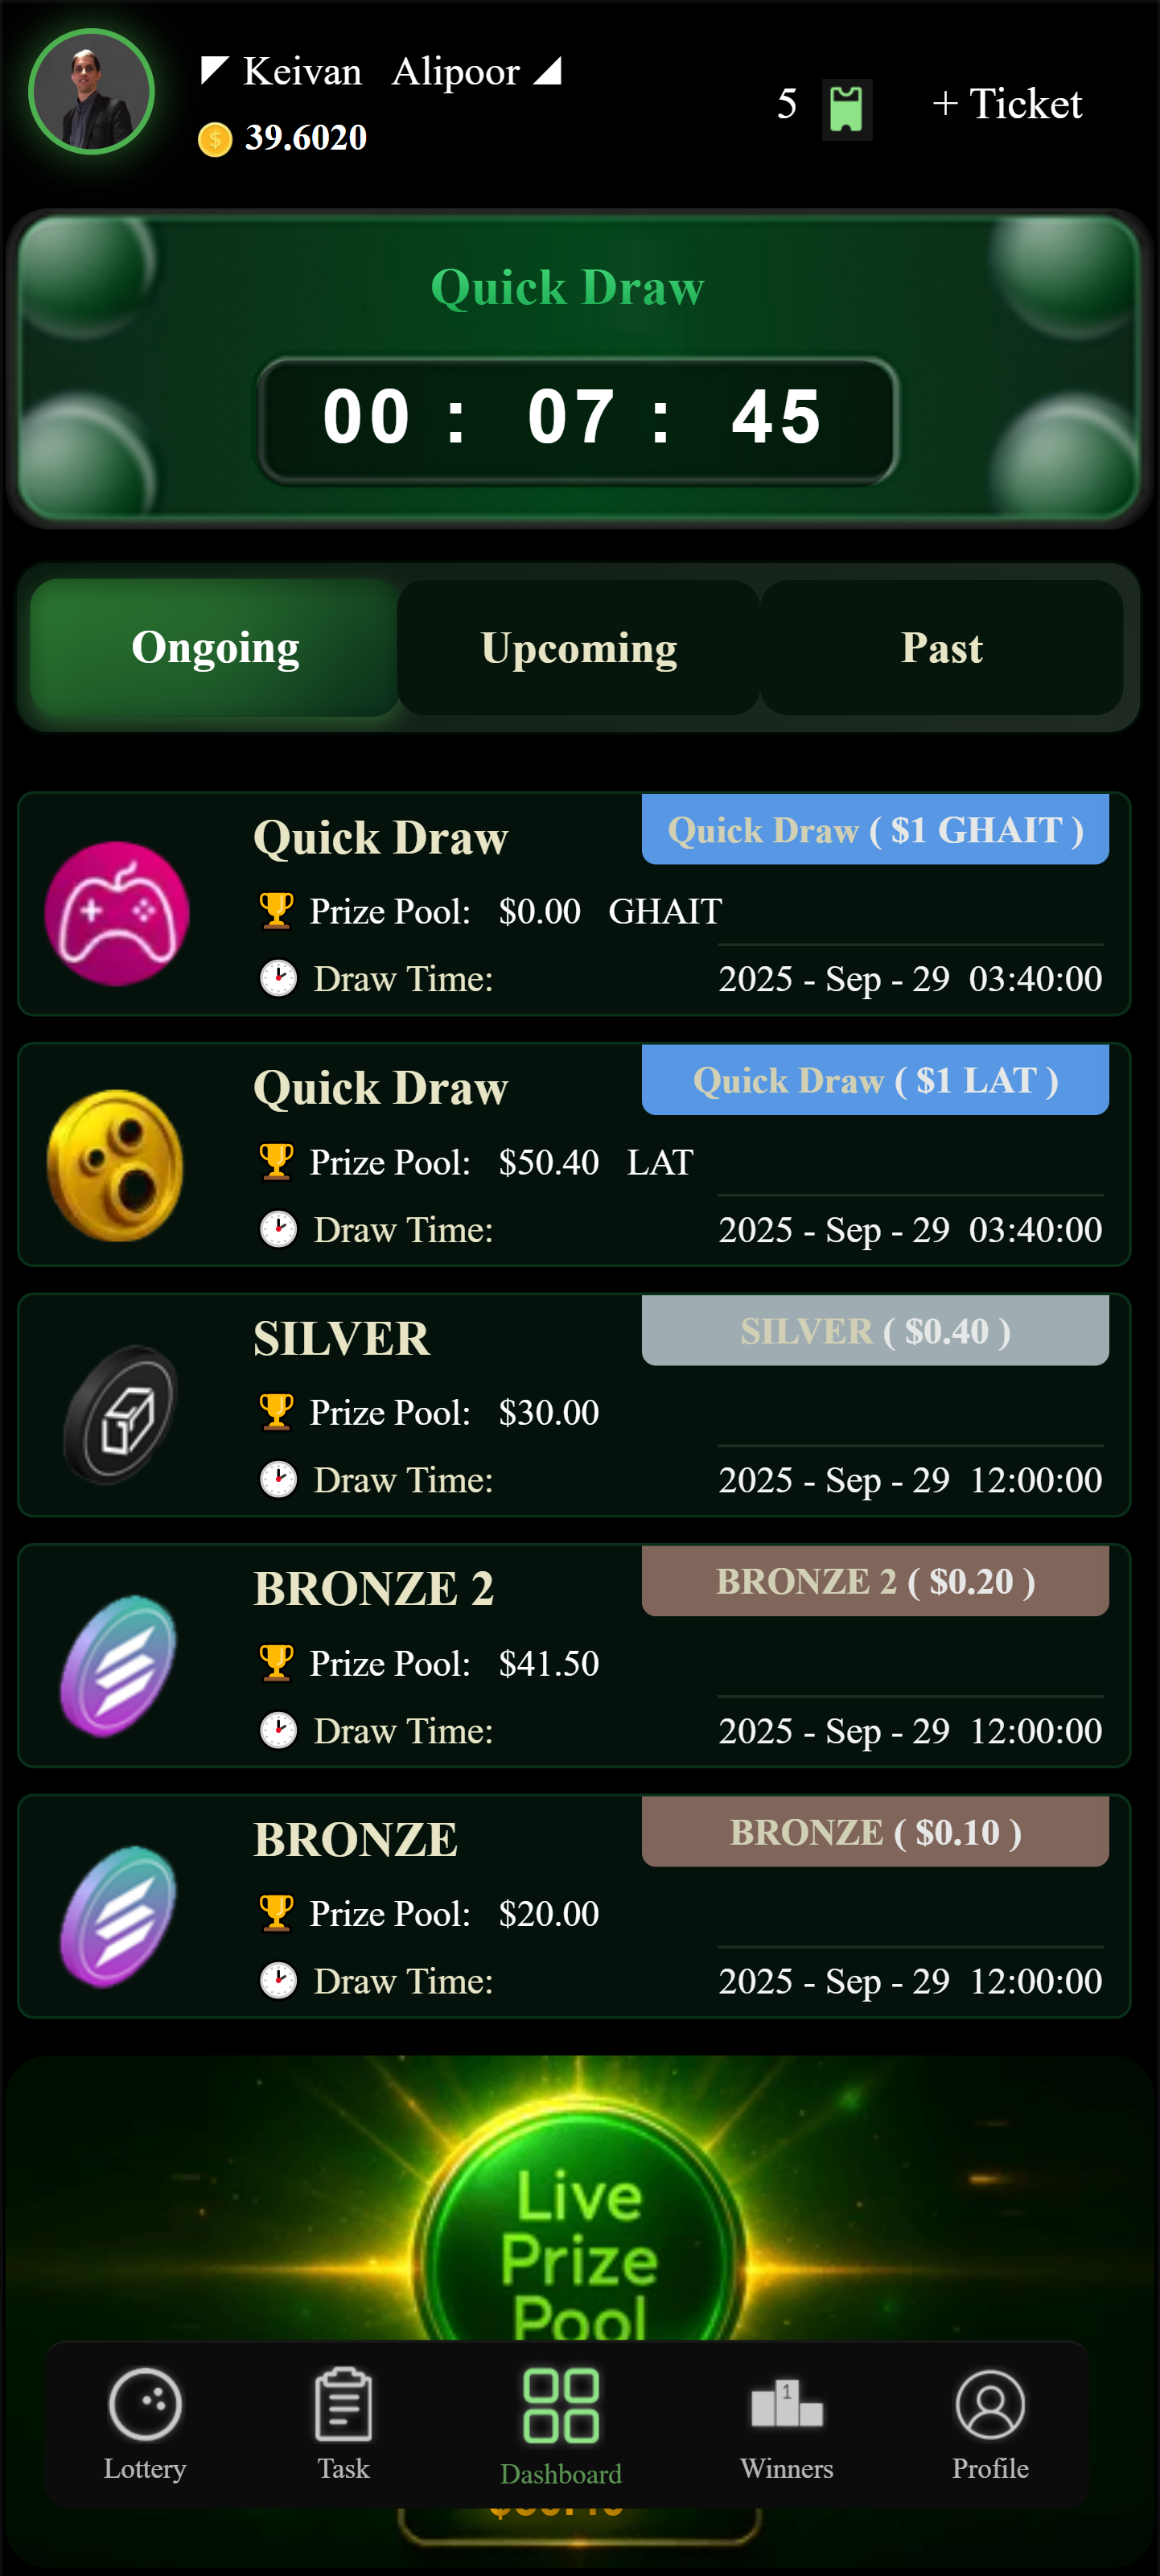 Keivan Alipoor
39.6020
5
+ Ticket
Quick Draw
00 : 07 : 45
Ongoing
Upcoming
Past
Quick Draw
Quick Draw ( $1 GHAIT )
Prize Pool: $0.00 GHAIT
Draw Time: 2025 - Sep - 29 03:40:00
Quick Draw
Quick Draw ( $1 LAT )
Prize Pool: $50.40 LAT
Draw Time: 2025 - Sep - 29 03:40:00
SILVER
SILVER ( $0.40 )
Prize Pool: $30.00
Draw Time: 2025 - Sep - 29 12:00:00
BRONZE 2
BRONZE 2 ( $0.20 )
Prize Pool: $41.50
Draw Time: 2025 - Sep - 29 12:00:00
BRONZE
BRONZE ( $0.10 )
Prize Pool: $20.00
Draw Time: 2025 - Sep - 29 12:00:00
Live
Prize
Pool
1
Lottery
Task
Dashboard
Winners
Profile